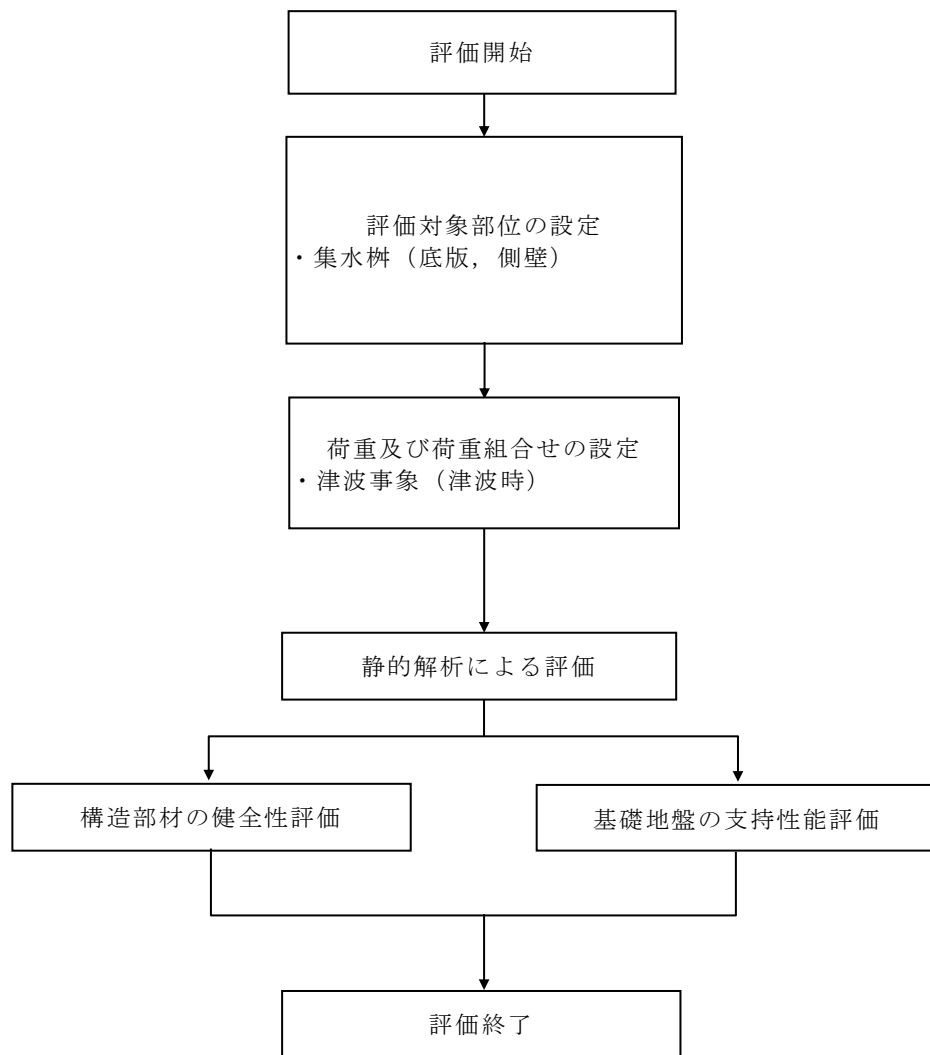 評価開始
評価対象部位の設定
・集水桝（底版，側壁）
荷重及び荷重組合せの設定
・津波事象（津波時）
静的解析による評価
構造部材の健全性評価
基礎地盤の支持性能評価
評価終了